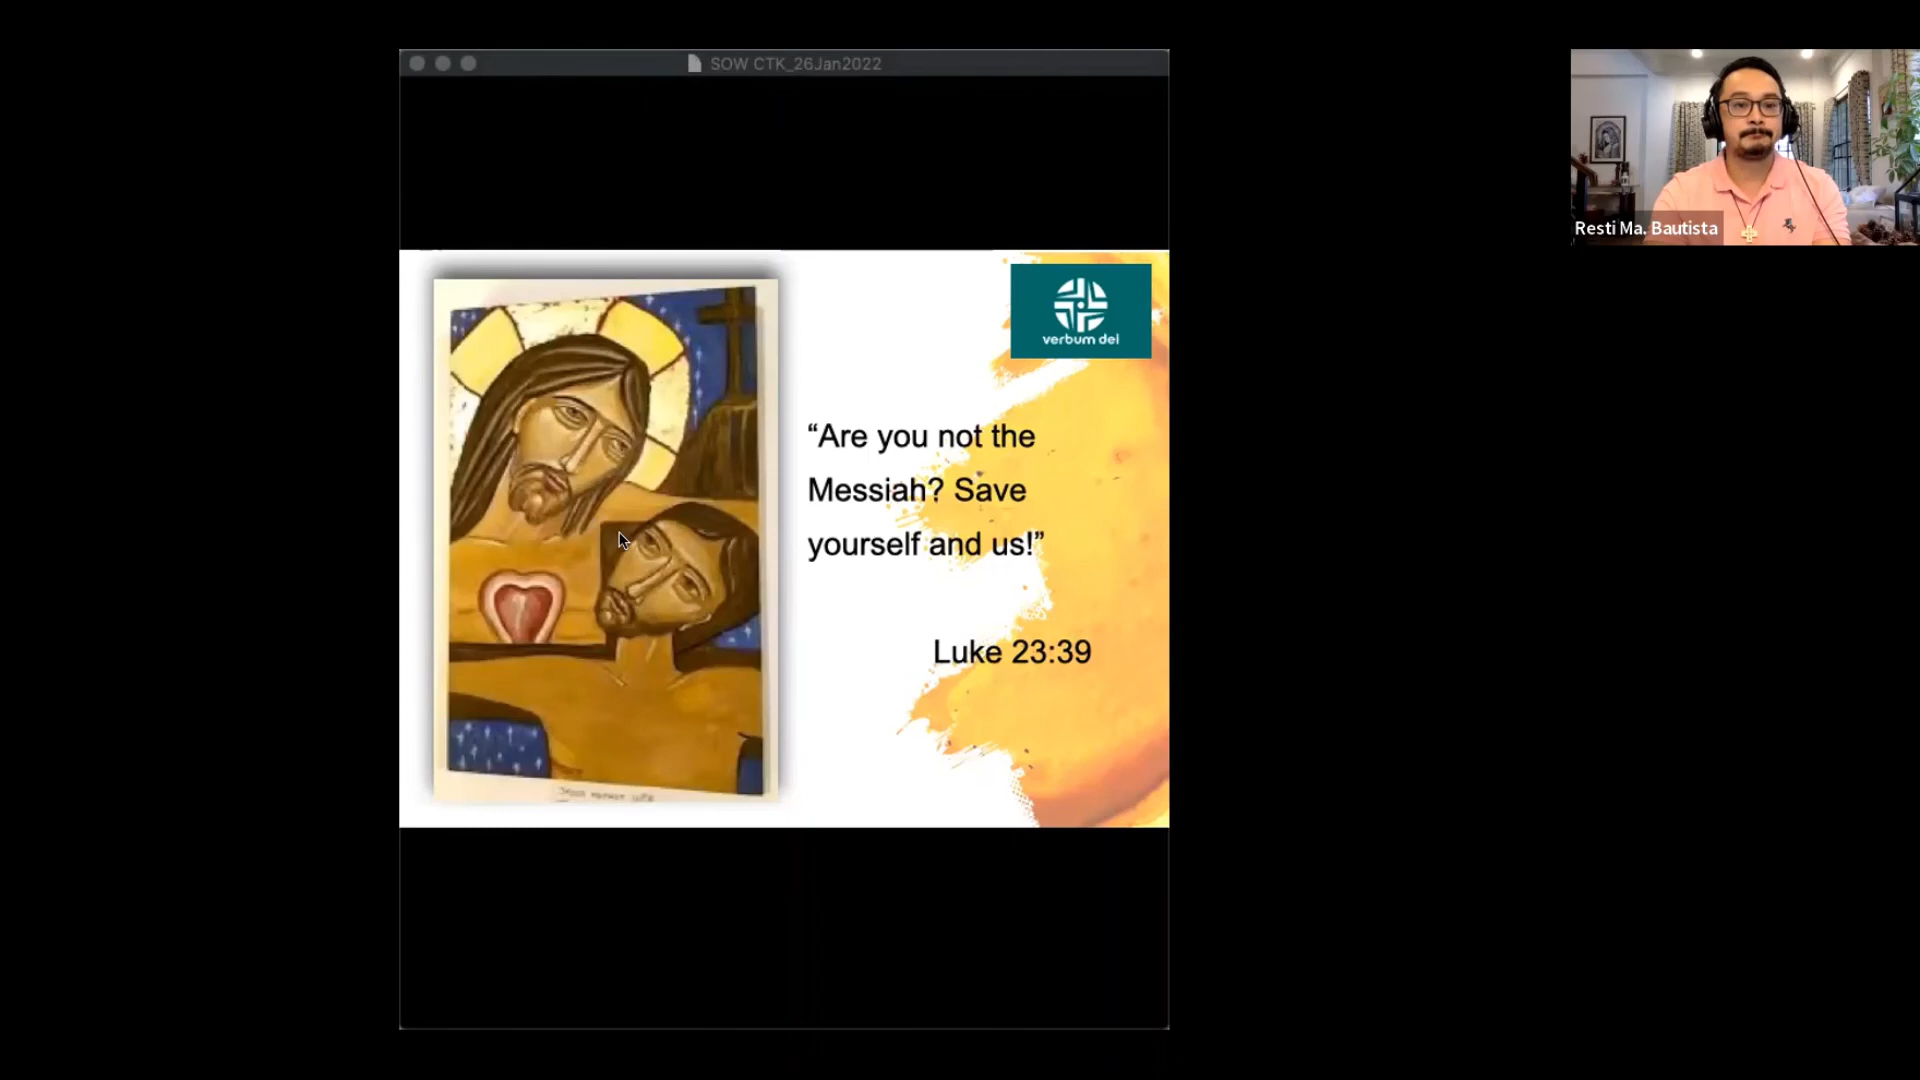 SOW CTK_26Jan2022
Resti Ma. Bautista
verbum dei
“Are you not the
Messiah? Save
yourself and us!”
Luke 23:39